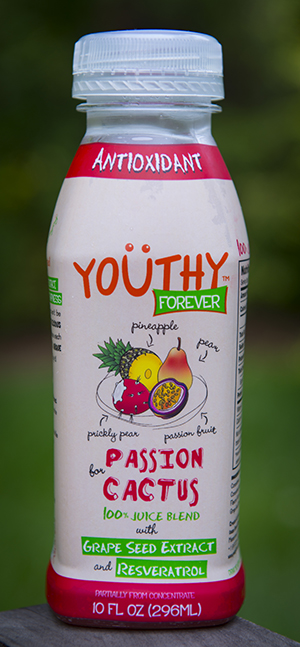 ANTIOXIDANT
YOÜTHY™
FOREVER
pineapple
pear
prickly pear
passion fruit
for PASSION
CACTUS
100% JUICE BLEND
with
GRAPE SEED EXTRACT
and RESVERATROL
PARTIALLY FROM CONCENTRATE
10 FL OZ (296ML)